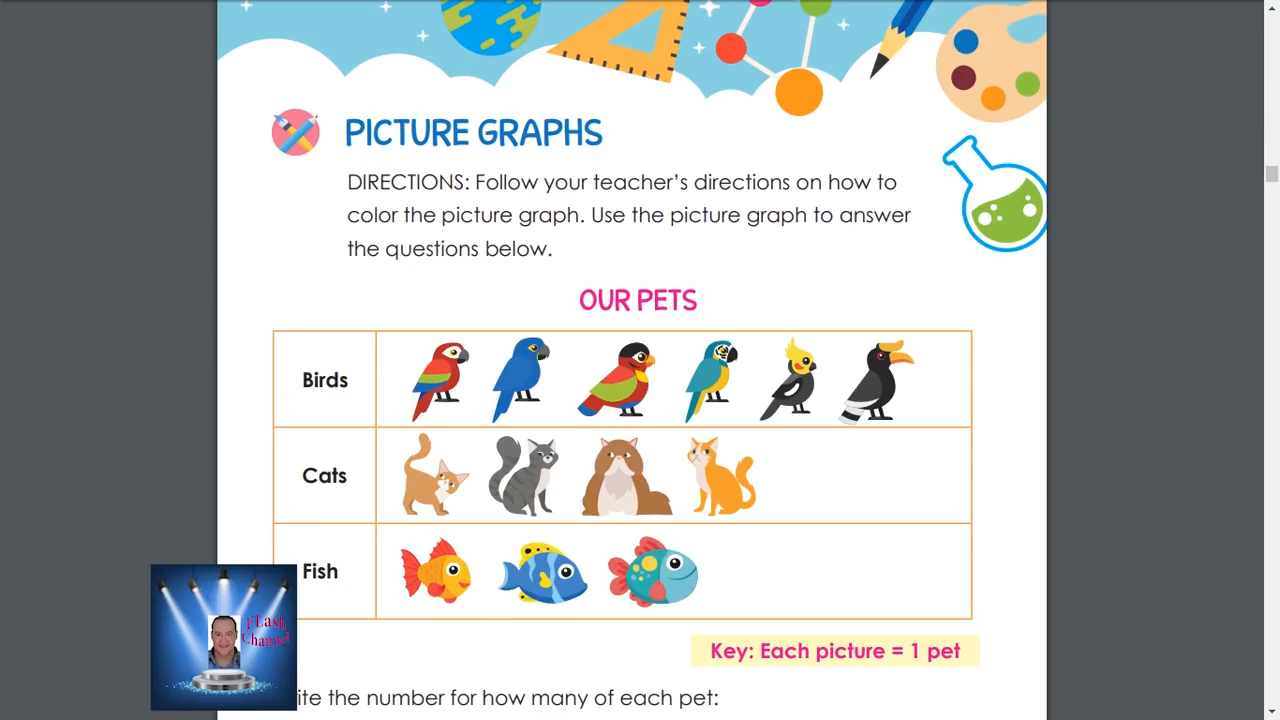 PICTURE GRAPHS
DIRECTIONS: Follow your teacher's directions on how to
color the picture graph. Use the picture graph to answer
the questions below.
OUR PETS
Birds
Cats
Fish
FLash
Channel
Key: Each picture = 1 pet
ite the number for how many of each pet: